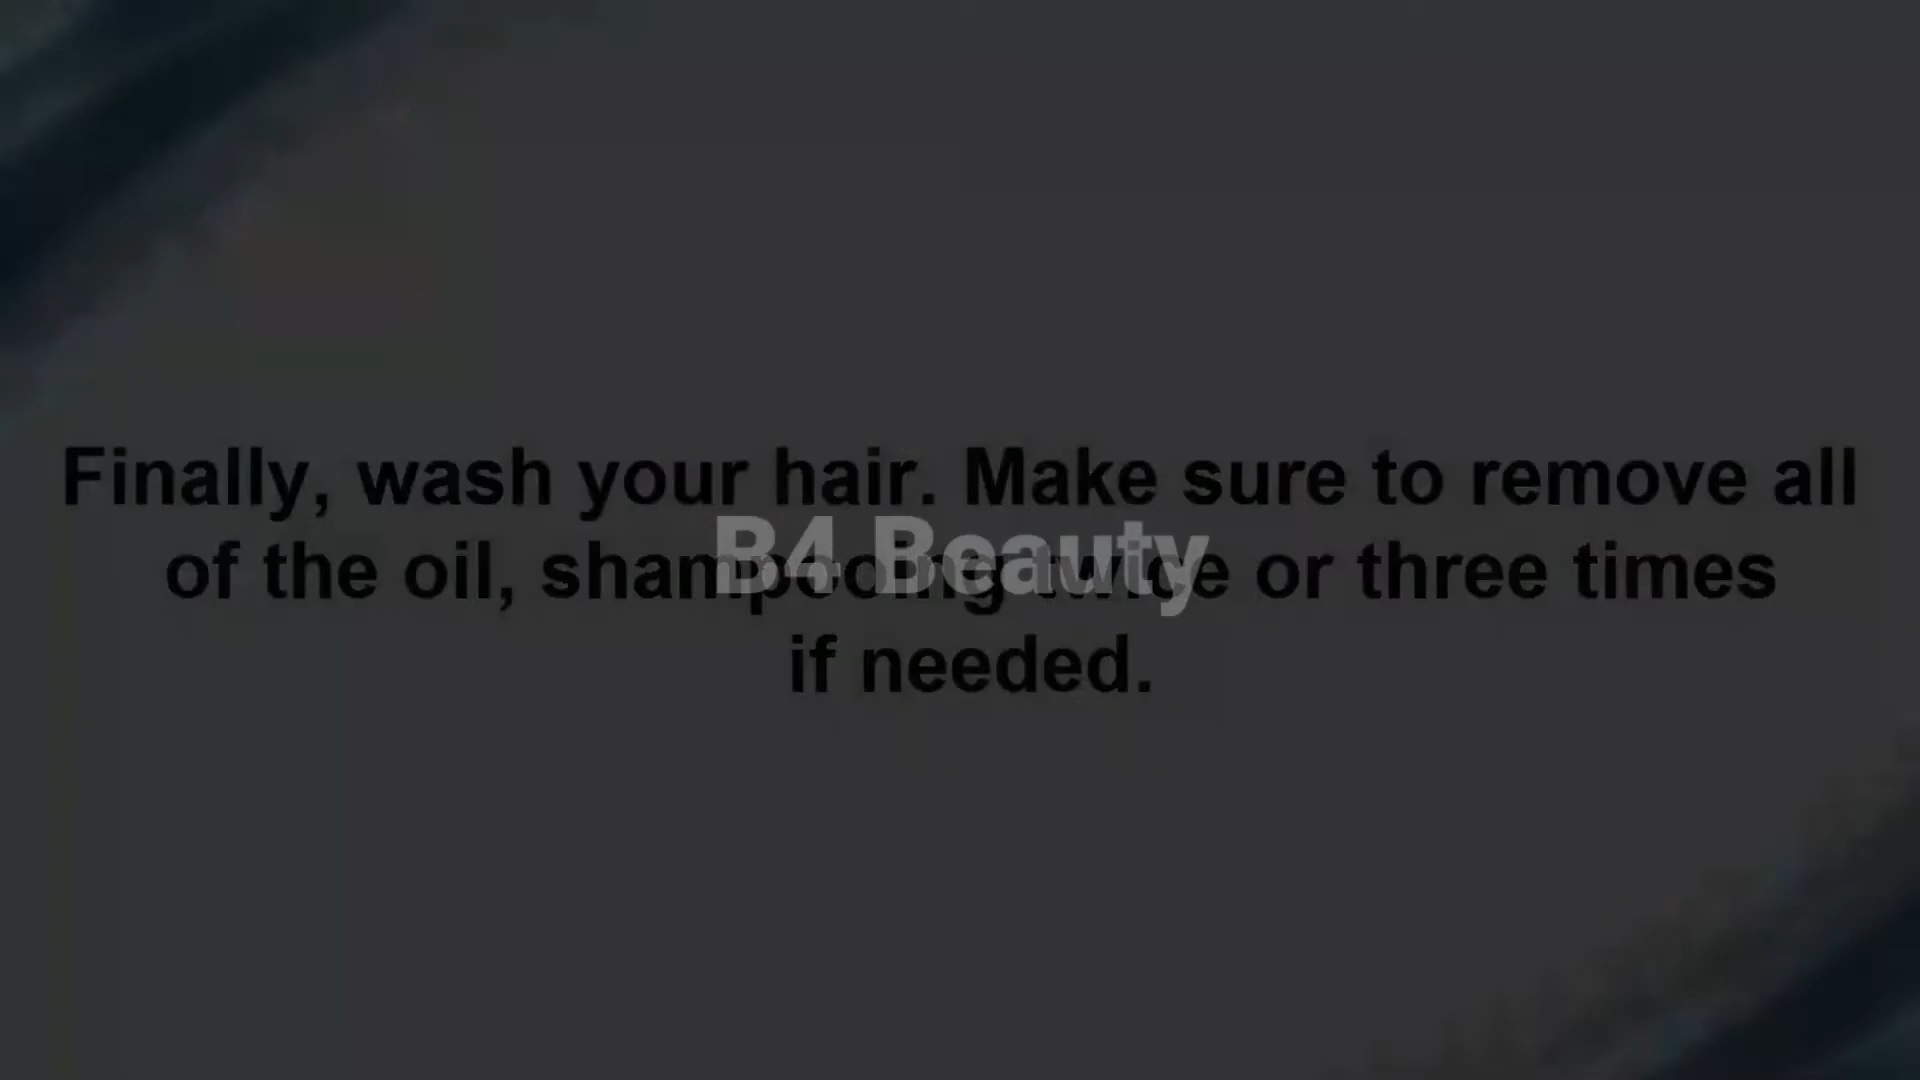 Finally, wash your hair. Make sure to remove all
B4 Beauty
of the oil, shampooing twice or three times
if needed.